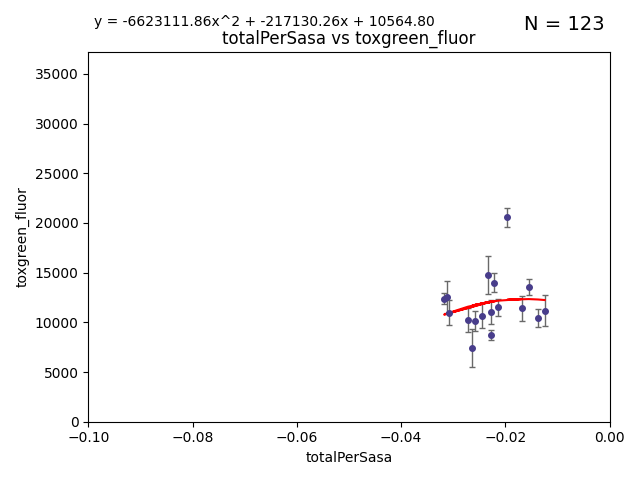 y = -6623111.86x^2 + -217130.26x + 10564.80
N = 123
totalPerSasa vs toxgreen_fluor
35000
30000
25000
20000
15000
10000
5000
0
toxgreen_fluor
−0.10
−0.08
−0.06
−0.04
−0.02
0.00
totalPerSasa